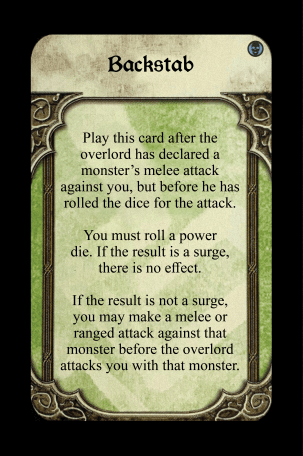 Backstab
Play this card after the
overlord has declared a
monster's melee attack
against you, but before he has
rolled the dice for the attack.
You must roll a power
die. If the result is a surge,
there is no effect.
If the result is not a surge,
you may make a melee or
ranged attack against that
monster before the overlord
attacks you with that monster.